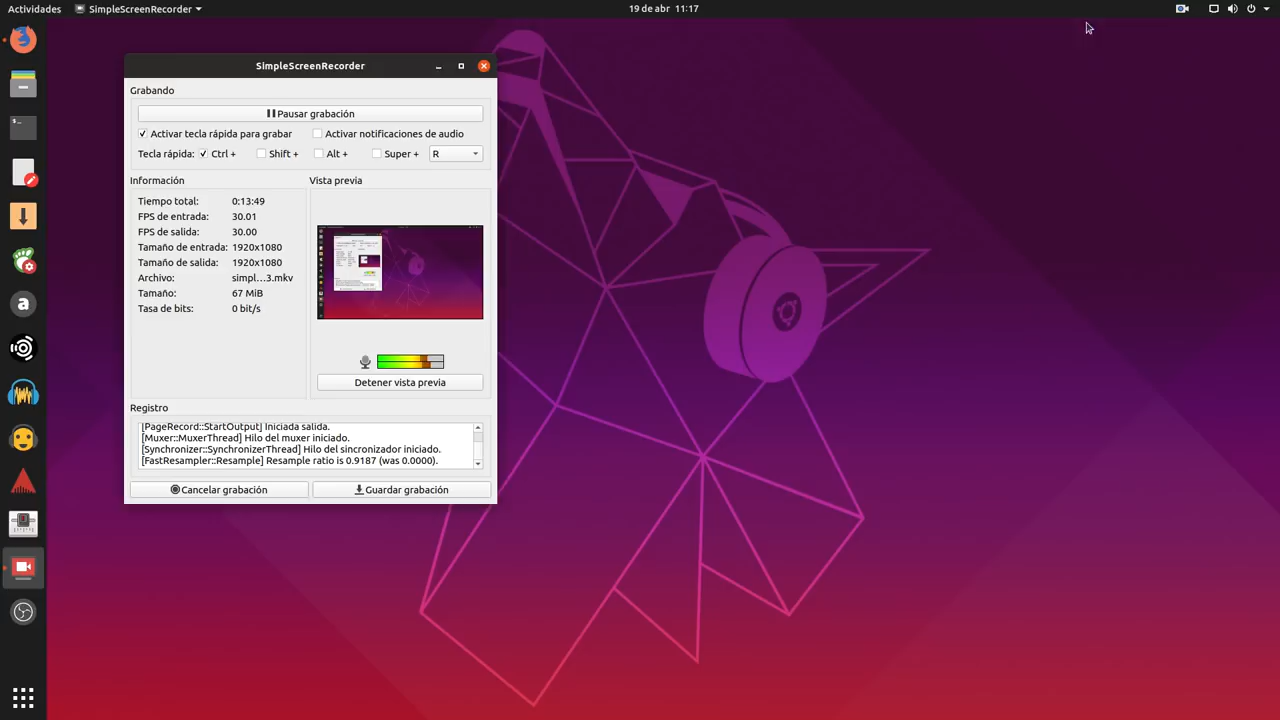 Actividades SimpleScreenRecorder 19 de abr 11:17
SimpleScreenRecorder
Grabando
Pausar grabación
Activar tecla rápida para grabar Activar notificaciones de audio
Tecla rápida: Ctrl + Shift + Alt + Super + R
Información
Tiempo total: 0:13:49
FPS de entrada: 30.01
FPS de salida: 30.00
Tamaño de entrada: 1920x1080
Tamaño de salida: 1920x1080
Archivo: simpl...3.mkv
Tamaño: 67 MiB
Tasa de bits: 0 bit/s
Vista previa
Detener vista previa
Registro
[PageRecord::StartOutput] Iniciada salida.
[Muxer::MuxerThread] Hilo del muxer iniciado.
[Synchronizer::SynchronizerThread] Hilo del sincronizador iniciado.
[FastResampler::Resample] Resample ratio is 0.9187 (was 0.0000).
Cancelar grabación Guardar grabación